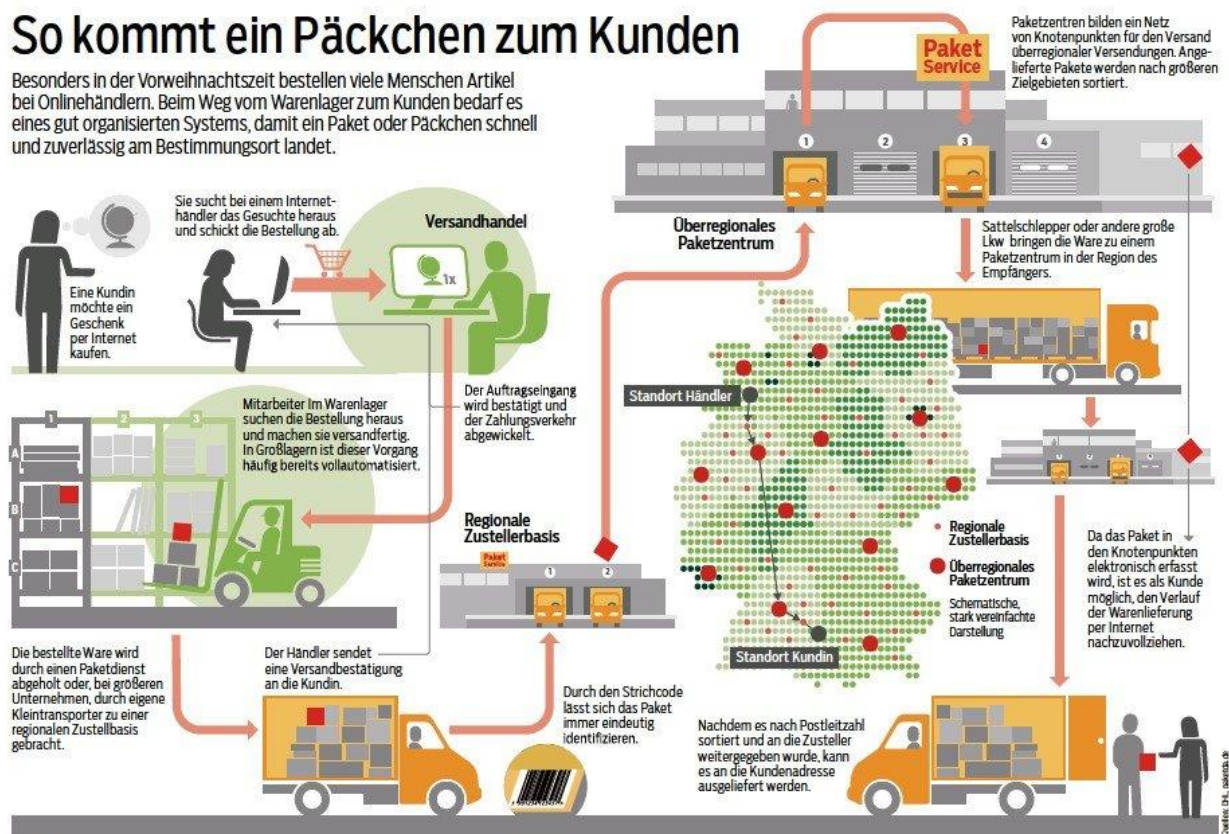 So kommt ein Päckchen zum Kunden
Besonders in der Vorweihnachtszeit bestellen viele Menschen Artikel
bei Onlinehändlern. Beim Weg vom Warenlager zum Kunden bedarf es
eines gut organisierten Systems, damit ein Paket oder Päckchen schnell
und zuverlässig am Bestimmungsort landet.
Paket
Service
Paketzentren bilden ein Netz
von Knotenpunkten für den Versand
überregionaler Versendungen. Ange-
lieferte Pakete werden nach größeren
Zielgebieten sortiert.
1
2
3
4
Eine Kundin
möchte ein
Geschenk
per Internet
kaufen.
Sie sucht bei einem Internet-
händler das Gesuchte heraus
und schickt die Bestellung ab.
Versandhandel
1x
Überregionales
Paketzentrum
Sattelschlepper oder andere große
Lkw bringen die Ware zu einem
Paketzentrum in der Region des
Empfängers.
Der Auftragseingang
wird bestätigt und
der Zahlungsverkehr
abgewickelt.
1
2
3
A
B
C
Mitarbeiter im Warenlager
suchen die Bestellung heraus
und machen sie versandfertig.
In Großlagern ist dieser Vorgang
häufig bereits vollautomatisiert.
Regionale
Zustellerbasis
Paket
Service
1
2
Standort Händler
Standort Kundin
Regionale
Zustellerbasis
Überregionales
Paketzentrum
Schematische,
stark vereinfachte
Darstellung
Da das Paket in
den Knotenpunkten
elektronisch erfasst
wird, ist es als Kunde
möglich, den Verlauf
der Warenlieferung
per Internet
nachzuvollziehen.
Die bestellte Ware wird
durch einen Paketdienst
abgeholt oder, bei größeren
Unternehmen, durch eigene
Kleintransporter zu einer
regionalen Zustellbasis
gebracht.
Der Händler sendet
eine Versandbestätigung
an die Kundin.
Durch den Strichcode
lässt sich das Paket
immer eindeutig
identifizieren.
Nachdem es nach Postleitzahl
sortiert und an die Zusteller
weitergegeben wurde, kann
es an die Kundenadresse
ausgeliefert werden.